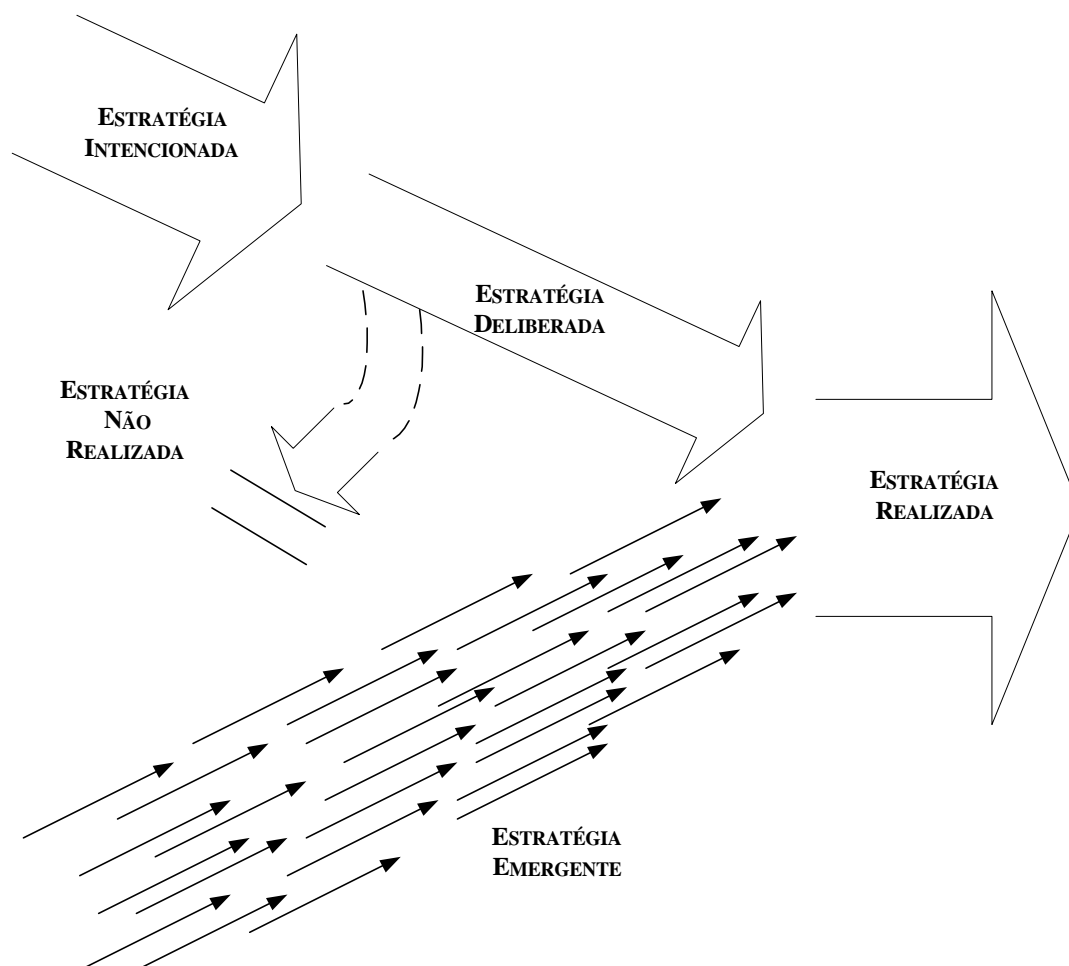 ESTRATÉGIA
INTENCIONADA
ESTRATÉGIA
DELIBERADA
ESTRATÉGIA
NÃO
REALIZADA
ESTRATÉGIA
REALIZADA
ESTRATÉGIA
EMERGENTE